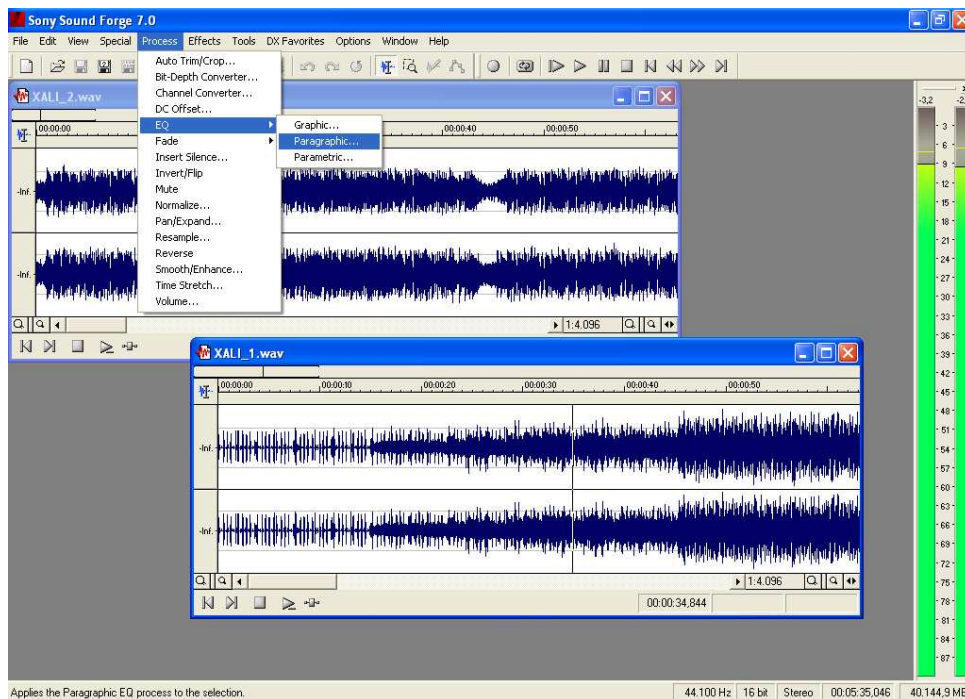 Sony Sound Forge 7.0
File Edit View Special Process Effects Tools DX Favorites Options Window Help
Auto Trim/Crop...
Bit-Depth Converter...
Channel Converter...
DC Offset...
EQ
Fade
Insert Silence...
Invert/Flip
Mute
Normalize...
Pan/Expand...
Resample...
Reverse
Smooth/Enhance...
Time Stretch...
Volume...
Graphic...
Paragraphic...
Parametric...
XALI_2.wav
00:00:00 00:00:40 00:00:50
-Inf.
-Inf.
1:4.096
XALI_1.wav
00:00:00 00:00:10 00:00:20 00:00:30 00:00:40 00:00:50
-Inf.
-Inf.
1:4.096
00:00:34,844
-3,2
- 3 -
- 6 -
- 9 -
- 12 -
- 15 -
- 18 -
- 21 -
- 24 -
- 27 -
- 30 -
- 33 -
- 36 -
- 39 -
- 42 -
- 45 -
- 48 -
- 51 -
- 54 -
- 57 -
- 60 -
- 63 -
- 66 -
- 69 -
- 72 -
- 75 -
- 78 -
- 81 -
- 84 -
- 87 -
Applies the Paragraphic EQ process to the selection.
44.100 Hz 16 bit Stereo 00:05:35,046 40.144,9 MB